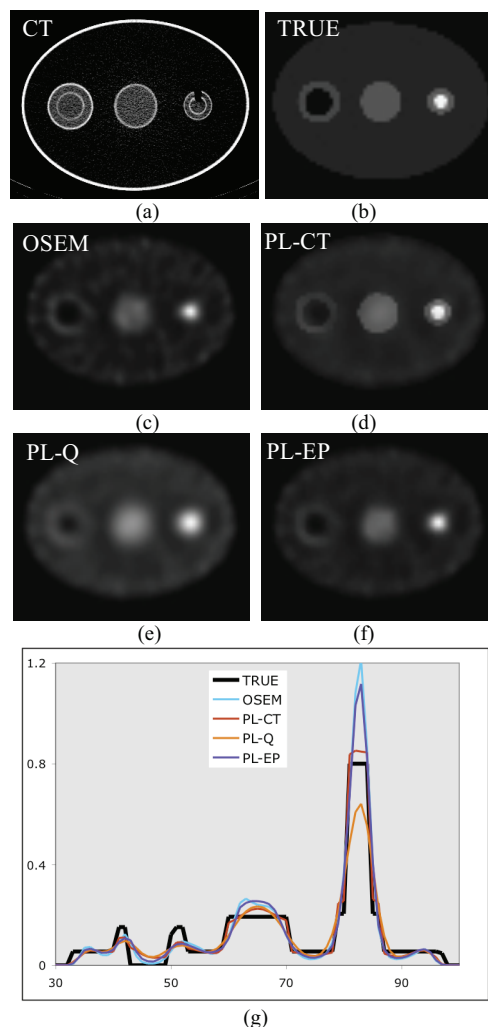 CT
TRUE
(a)
(b)
OSEM
PL-CT
(c)
(d)
PL-Q
PL-EP
(e)
(f)
1.2
TRUE
OSEM
PL-CT
PL-Q
PL-EP
0.8
0.4
0
30
50
70
90
(g)